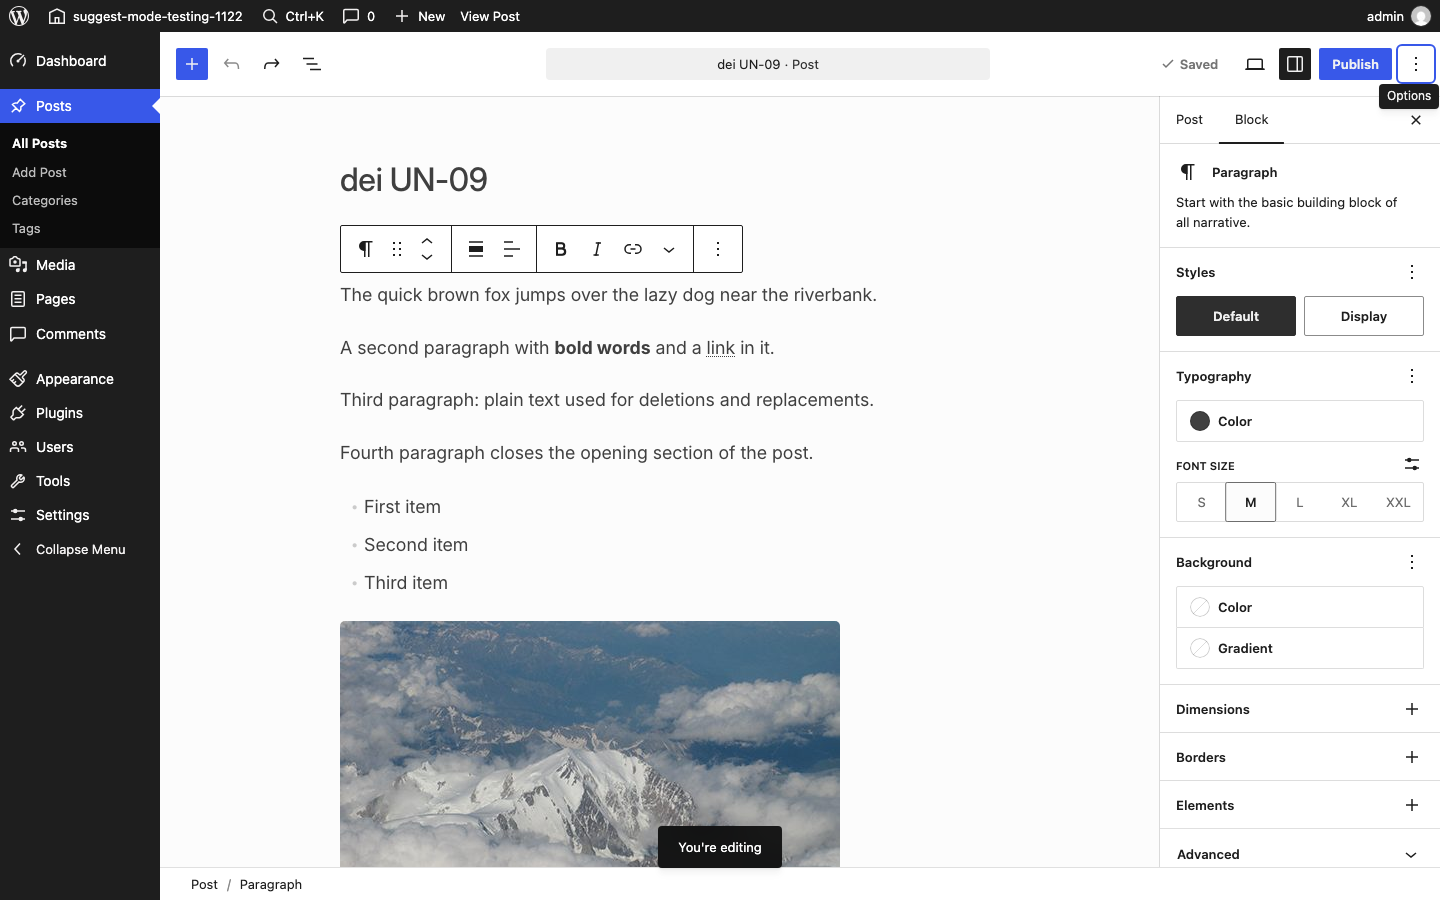 suggest-mode-testing-1122
Ctrl+K
0
New
View Post
admin
Dashboard
Posts
All Posts
Add Post
Categories
Tags
Media
Pages
Comments
Appearance
Plugins
Users
Tools
Settings
Collapse Menu
dei UN-09 · Post
Saved
Publish
Options
dei UN-09
B I
The quick brown fox jumps over the lazy dog near the riverbank.
A second paragraph with bold words and a link in it.
Third paragraph: plain text used for deletions and replacements.
Fourth paragraph closes the opening section of the post.
First item
Second item
Third item
You're editing
Post / Paragraph
Post Block
Paragraph
Start with the basic building block of
all narrative.
Styles
Default Display
Typography
Color
FONT SIZE
S M L XL XXL
Background
Color
Gradient
Dimensions
Borders
Elements
Advanced